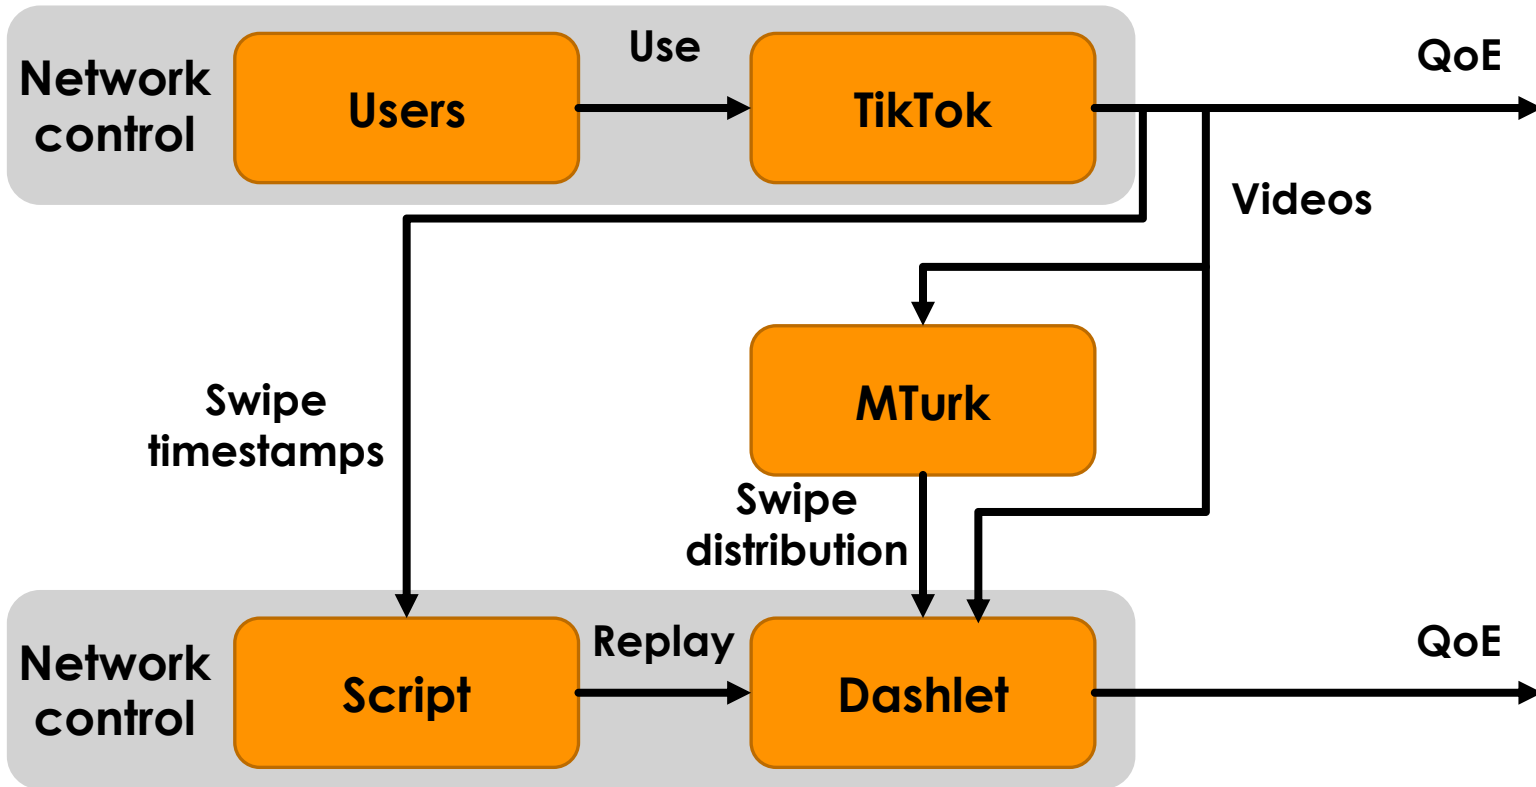 Network
control
Users
Use
TikTok
QoE
Videos
Swipe
timestamps
MTurk
Swipe
distribution
Network
control
Script
Replay
Dashlet
QoE